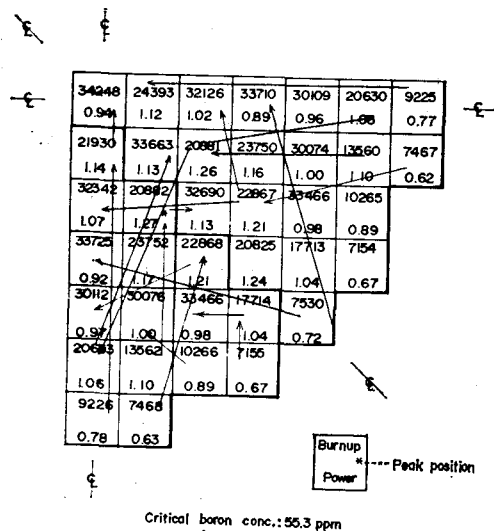 34248 24393 32126 33710 30109 20630 9225
0.94 1.12 1.02 0.89 0.96 0.77
21930 33663 20881 23750 30074 13560 7467
1.14 1.13 1.26 1.16 1.00 1.10 0.62
32342 20882 32690 22867 33466 10265
1.07 1.27 1.13 1.21 0.98 0.89
33725 23752 22868 20825 17713 7154
0.92 1.17 1.21 1.24 1.04 0.67
30112 30076 33466 17714 7530
0.97 1.00 0.98 1.04 0.72
13562 10266 7155
1.06 1.10 0.89 0.67
9226 7468
0.78 0.63
Burnup
* Peak position
Power
Critical boron conc.: 55.3 ppm